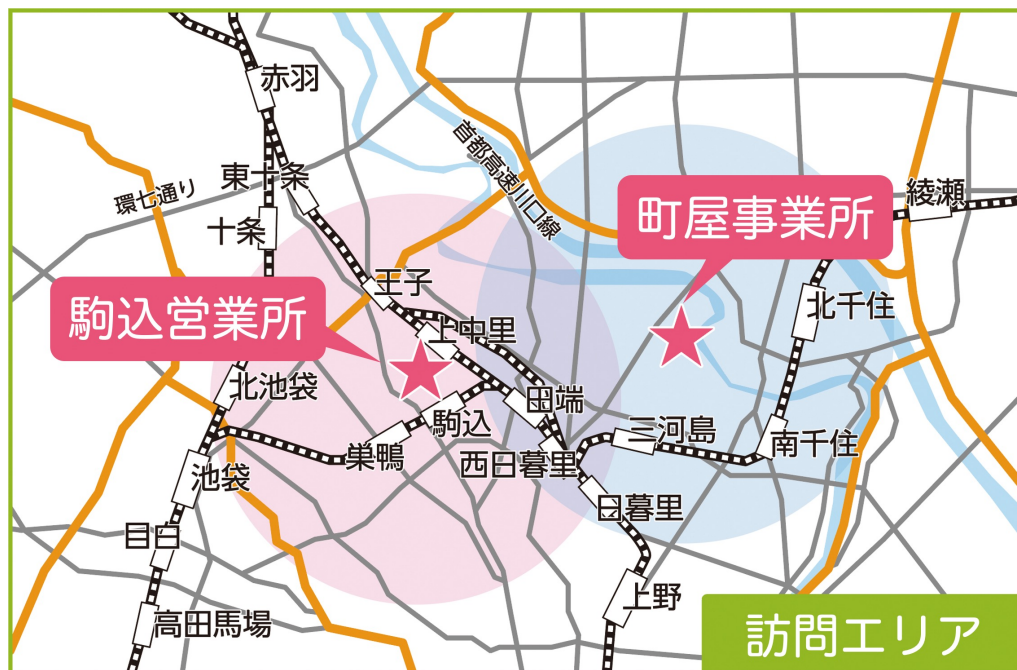 赤羽
首都高速川口線
東十条
環七通り
十条
町屋事業所
綾瀬
王子
駒込営業所
上中里
北千住
北池袋
田端
駒込
三河島
南千住
巣鴨
西日暮里
池袋
日暮里
目白
上野
高田馬場
訪問エリア